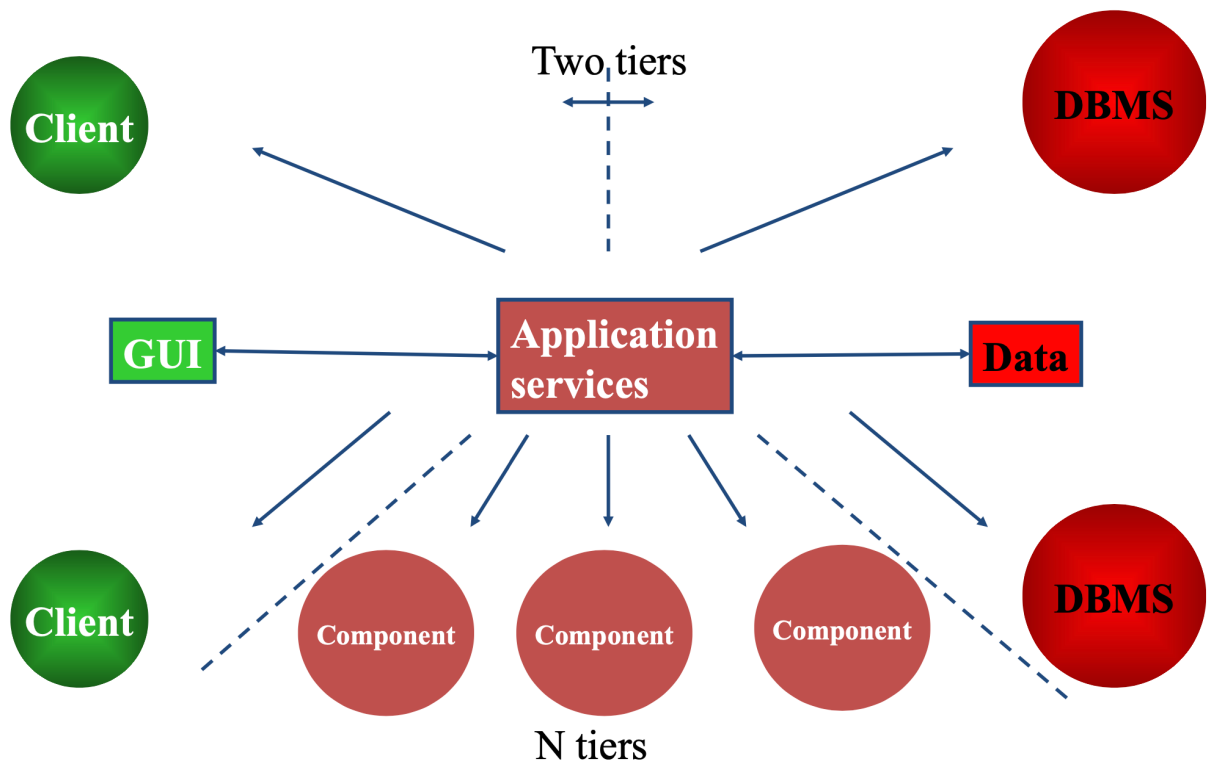 Two tiers
Client
DBMS
GUI
Application
services
Data
Client
Component
Component
Component
DBMS
N tiers